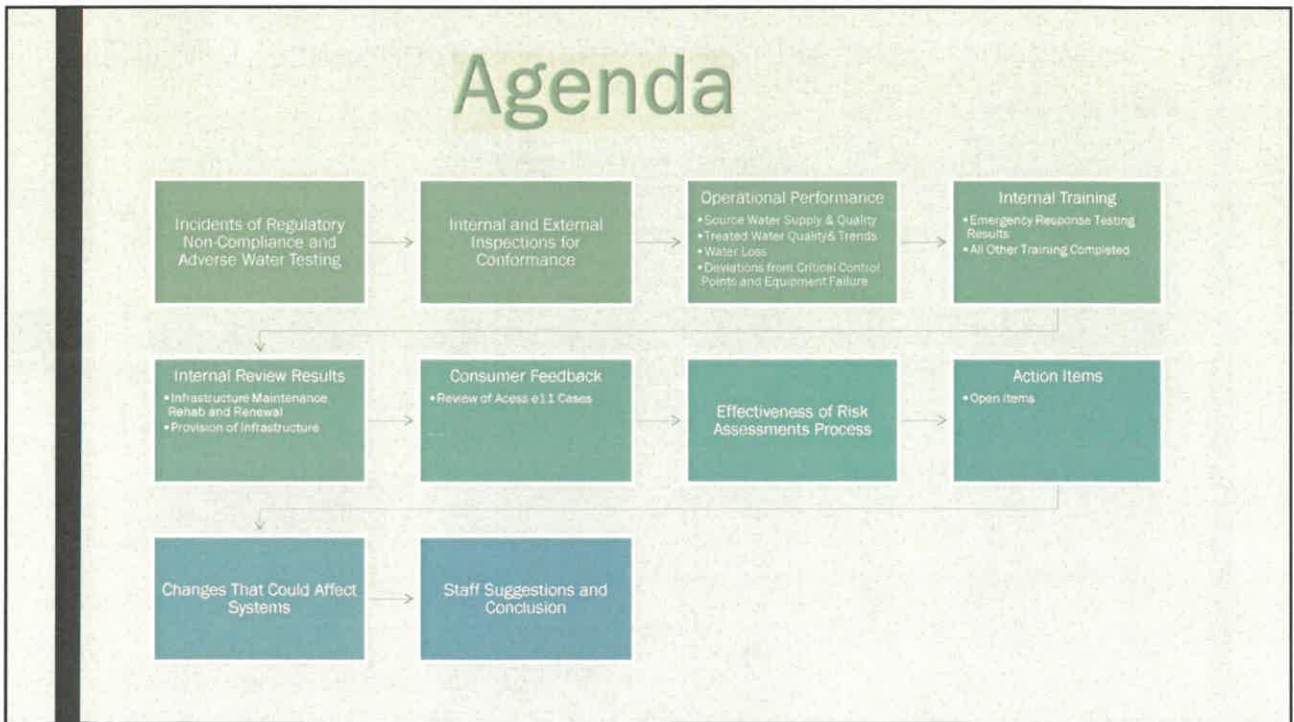 Agenda
Incidents of Regulatory
Non-Compliance and
Adverse Water Testing
Internal and External
Inspections for
Conformance
Operational Performance
• Source Water Supply & Quality
• Treated Water Quality& Trends
• Water Loss
• Deviations from Critical Control
Points and Equipment Failure
Internal Training
• Emergency Response Testing
Results
• All Other Training Completed
Internal Review Results
• Infrastructure Maintenance
Rehab and Renewal
• Provision of Infrastructure
Consumer Feedback
• Review of Acess e11 Cases
Effectiveness of Risk
Assessments Process
Action Items
• Open Items
Changes That Could Affect
Systems
Staff Suggestions and
Conclusion